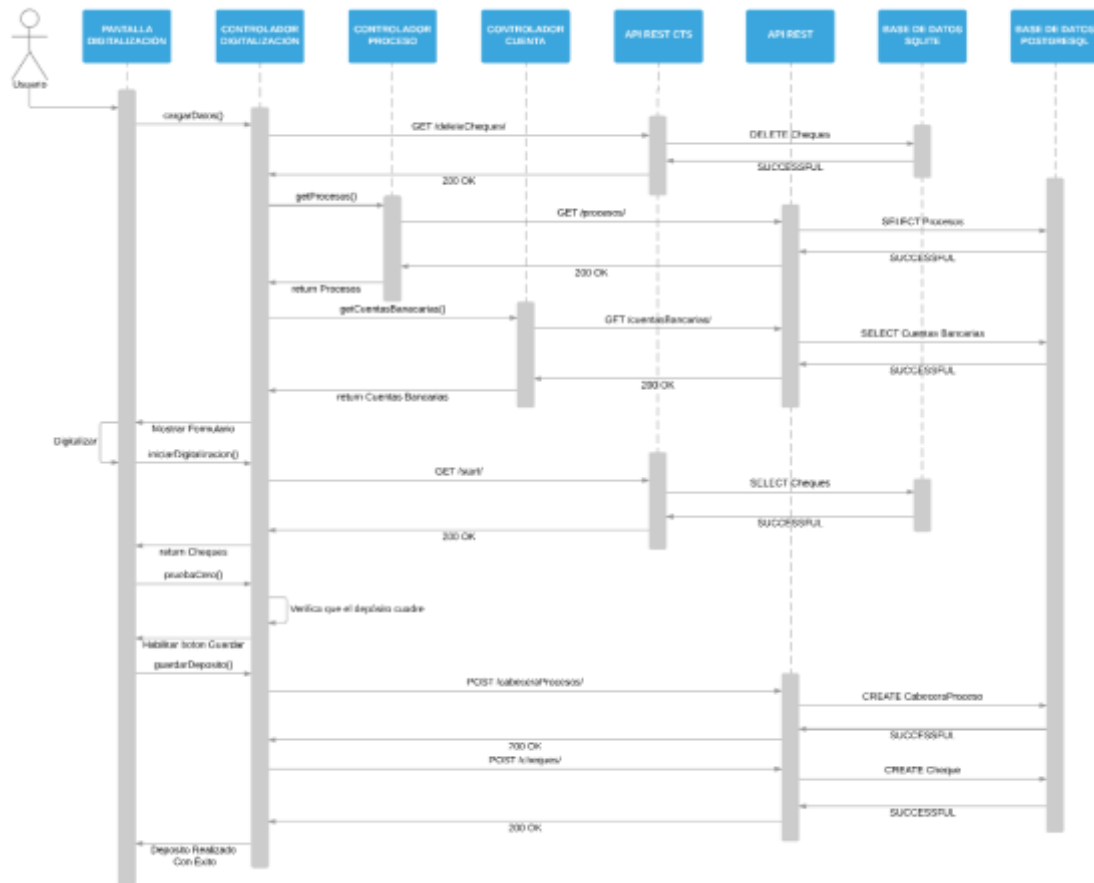 PANTALLA
DIGITALIZACIÓN
CONTROLADOR
DIGITALIZACIÓN
CONTROLADOR
PROCESO
CONTROLADOR
CUENTA
API REST CTS
API REST
BASE DE DATOS
SQLITE
BASE DE DATOS
POSTGRESQL
Usuario
cargarDatos()
GET /deleteCheques/
DELETE Cheques
SUCCESSFUL
200 OK
getProcesos()
GET /procesos/
SELECT Procesos
SUCCESSFUL
200 OK
return Procesos
getCuentasBanacarias()
GET /cuentasBancarias/
SELECT Cuentas Bancarias
SUCCESSFUL
200 OK
return Cuentas Bancarias
Mostrar Formulario
Digitalizar
iniciarDigitalizacion()
GET /start/
SELECT Cheques
SUCCESSFUL
200 OK
return Cheques
pruebaCero()
Verifica que el depósito cuadre
Habilitar boton Guardar
guardarDeposito()
POST /cabeceraProcesos/
CREATE CabeceraProceso
SUCCESSFUL
200 OK
POST /cheques/
CREATE Cheque
SUCCESSFUL
200 OK
Deposito Realizado
Con Éxito